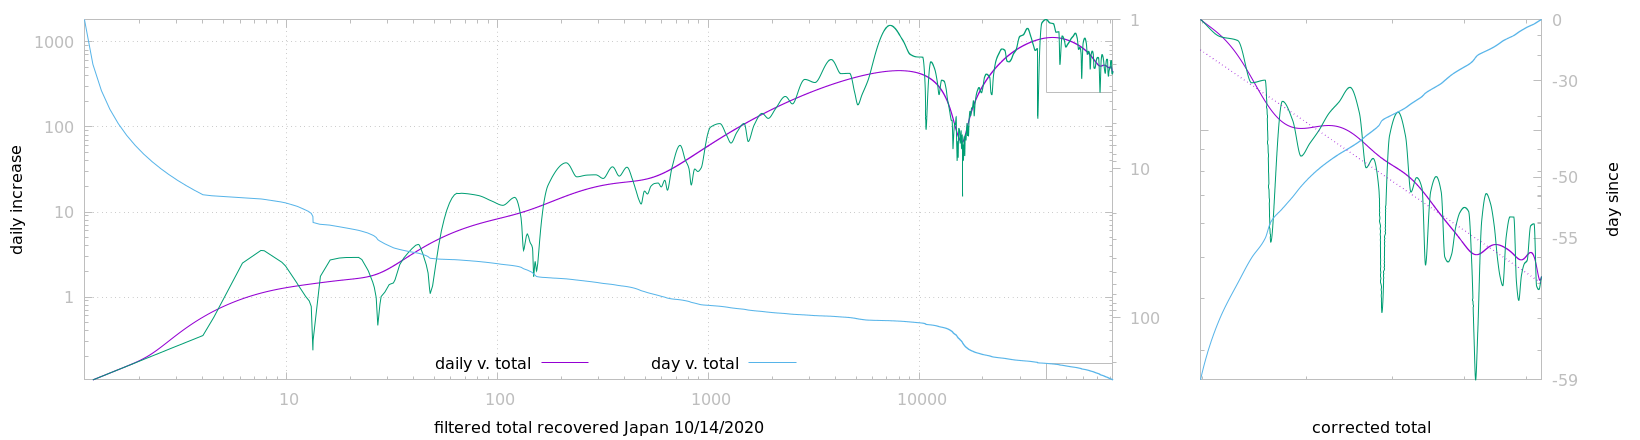 1000
100
10
1
daily increase
10
100
1000
10000
filtered total recovered Japan 10/14/2020
daily v. total
day v. total
1
10
100
0
-30
-50
-55
-59
day since
corrected total